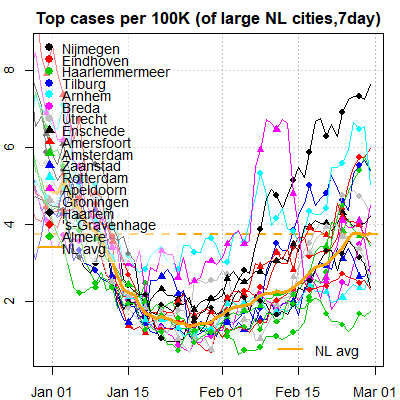 Top cases per 100K (of large NL cities,7day)
8
6
4
2
Nijmegen
Eindhoven
Haarlemmermeer
Tilburg
Arnhem
Breda
Utrecht
Enschede
Amersfoort
Amsterdam
Zaanstad
Rotterdam
Apeldoorn
Groningen
Haarlem
's-Gravenhage
Almere
NL avg
NL avg
Jan 01 Jan 15 Feb 01 Feb 15 Mar 01